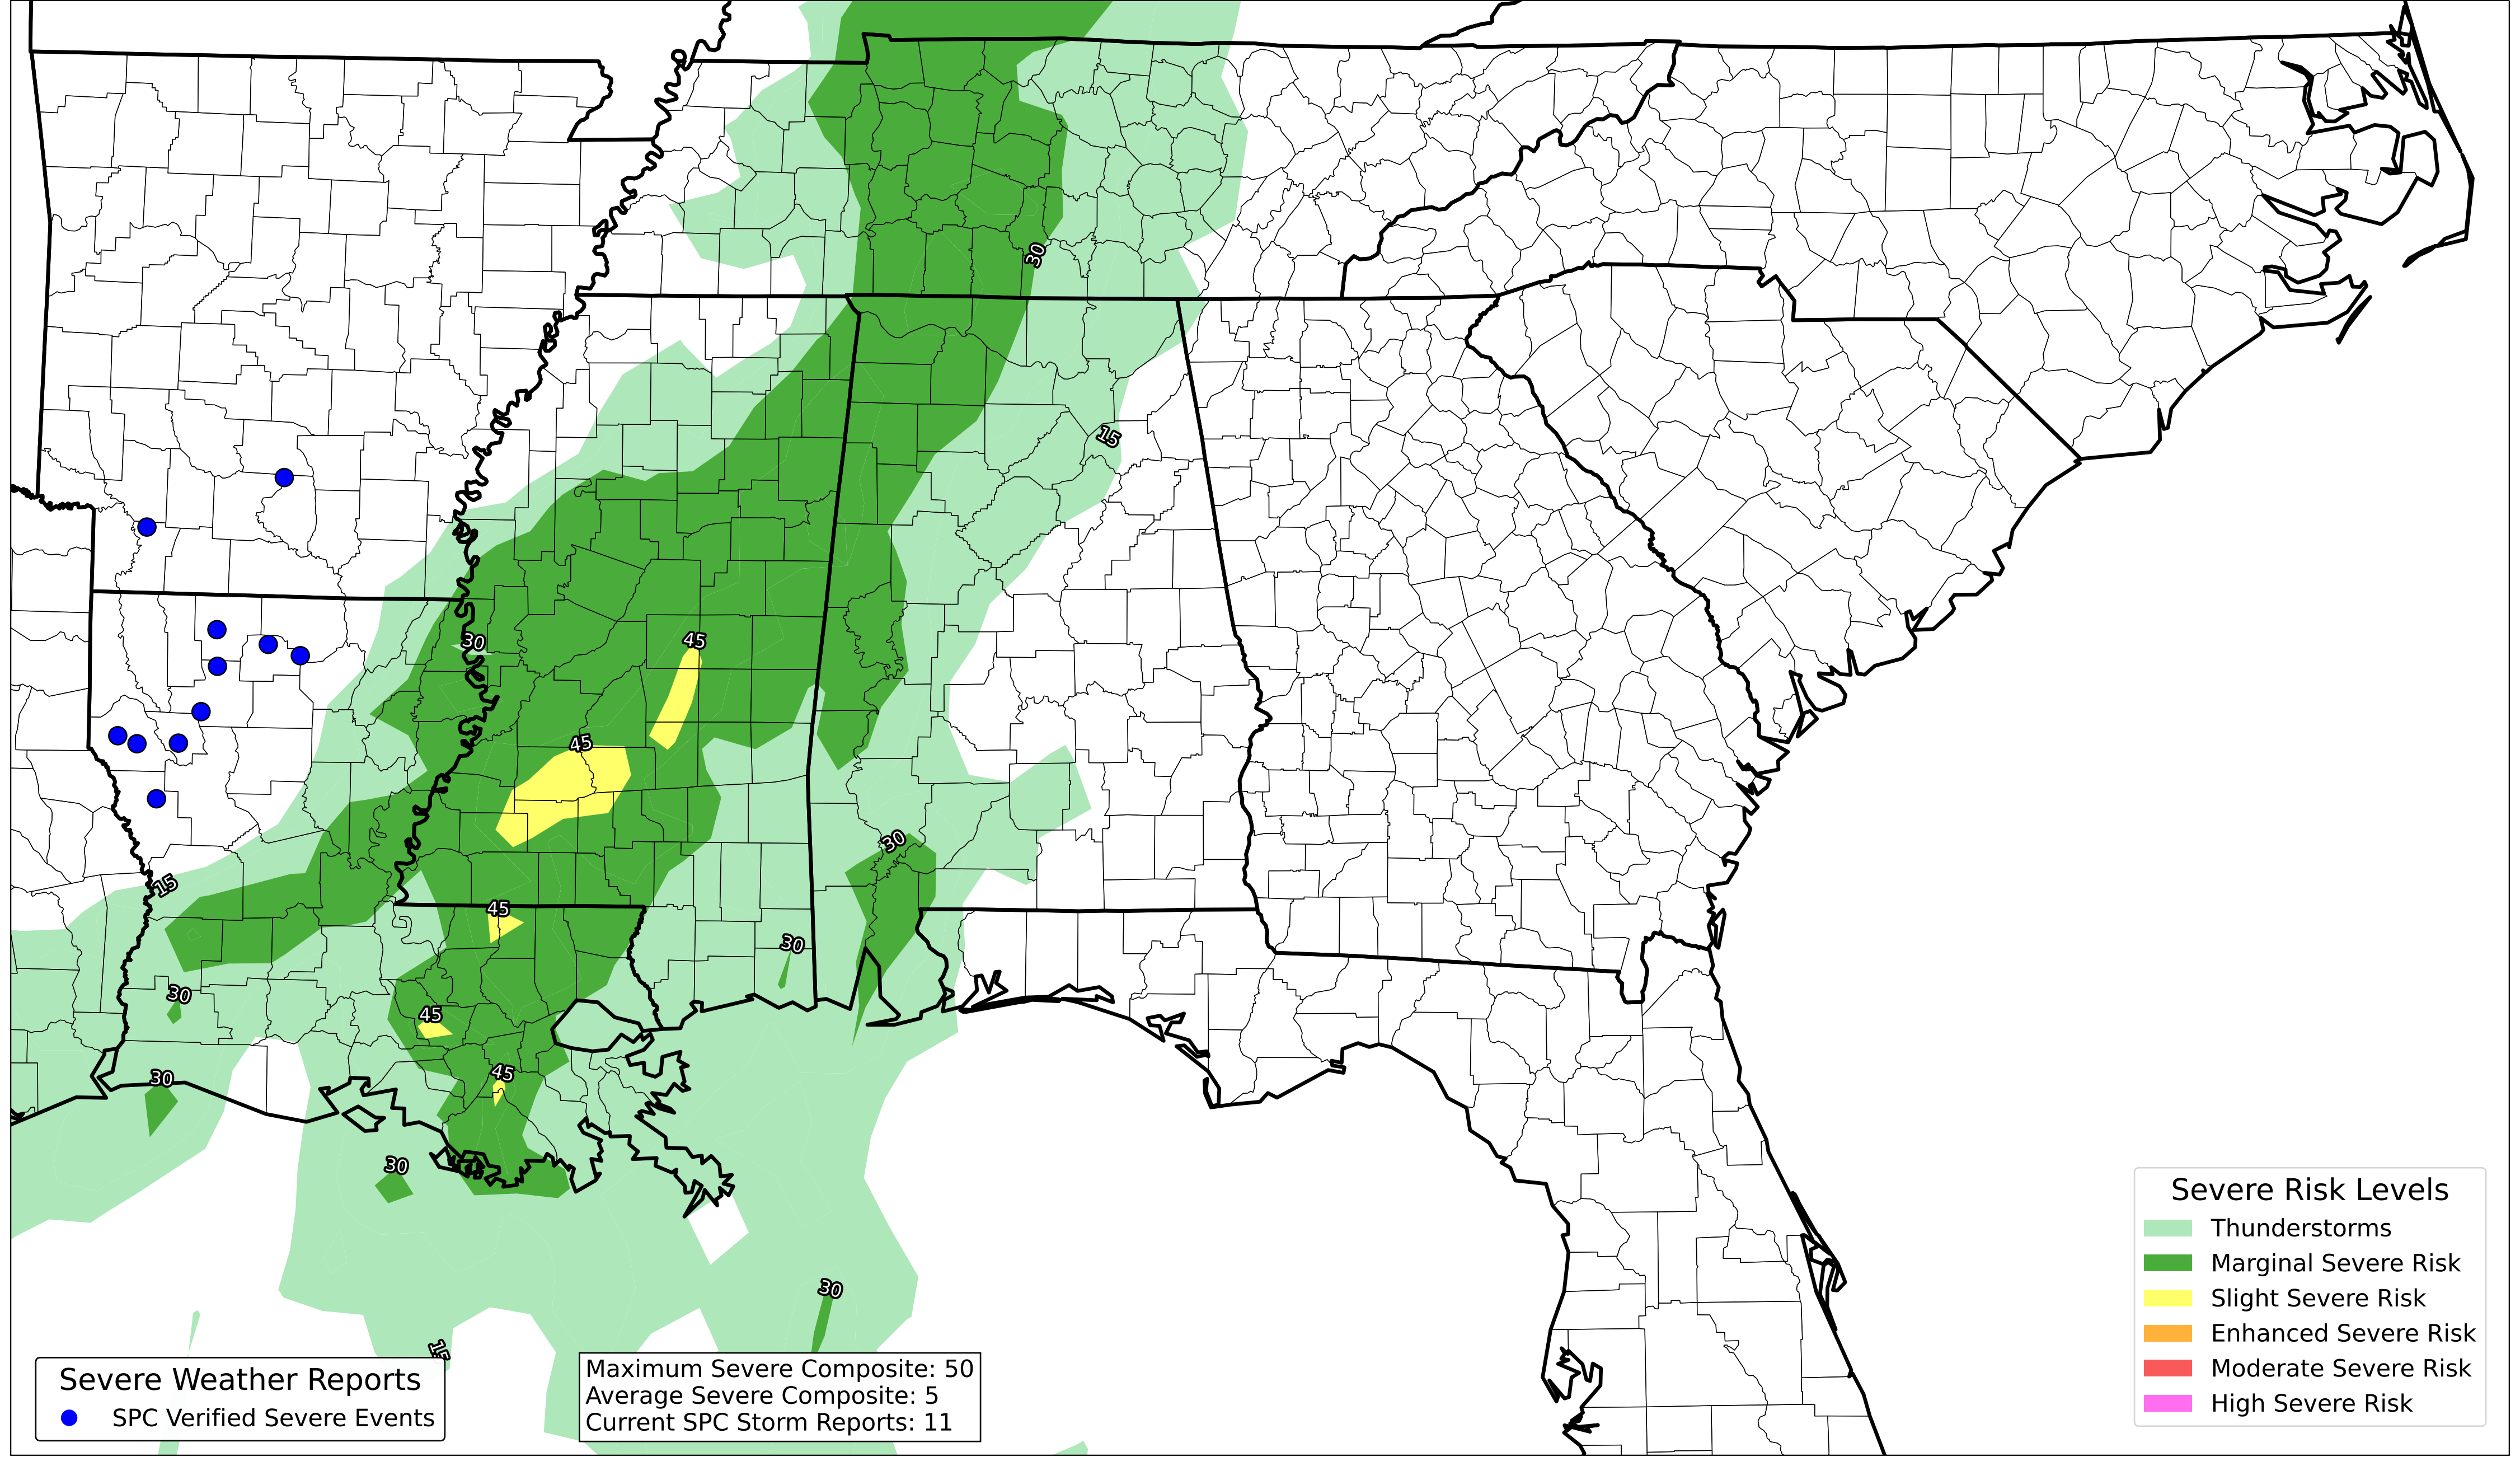 30
15
30
45
45
30
15
45
30
30
45
45
30
30
30
15
Severe Weather Reports
SPC Verified Severe Events
Maximum Severe Composite: 50
Average Severe Composite: 5
Current SPC Storm Reports: 11
Severe Risk Levels
Thunderstorms
Marginal Severe Risk
Slight Severe Risk
Enhanced Severe Risk
Moderate Severe Risk
High Severe Risk